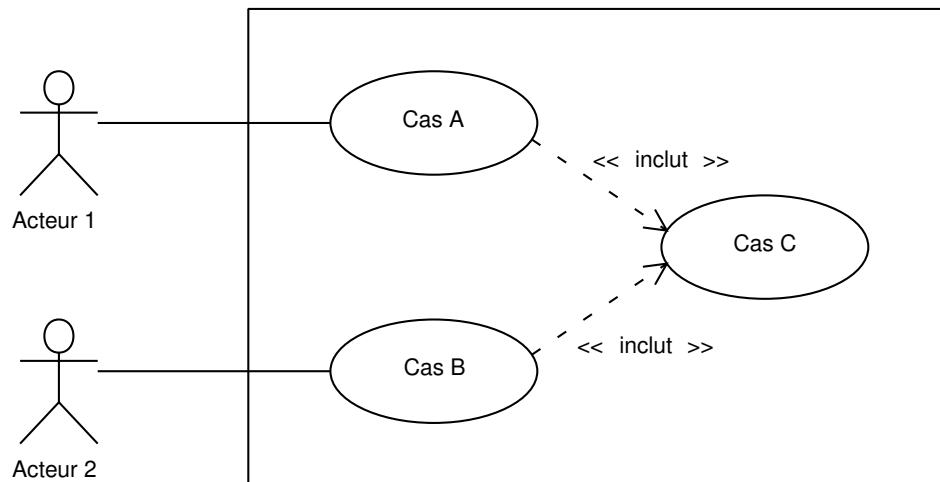 Cas A
<< inclut >>
Acteur 1
Cas C
<< inclut >>
Cas B
Acteur 2